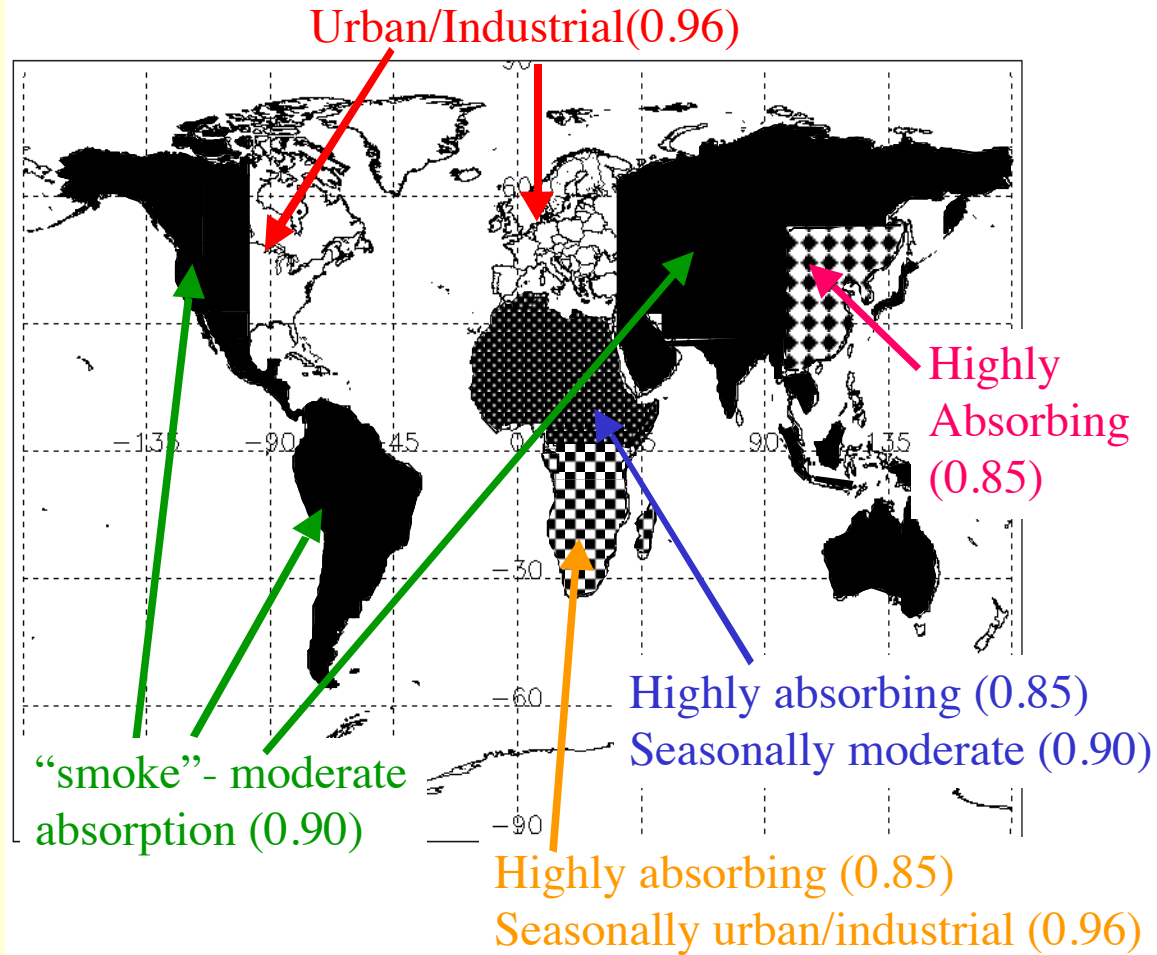 Urban/Industrial(0.96)
90
60
Highly
Absorbing
(0.85)
−135 −90 45 0 90 135
−30
−60
Highly absorbing (0.85)
Seasonally moderate (0.90)
“smoke”- moderate
absorption (0.90)
−90
Highly absorbing (0.85)
Seasonally urban/industrial (0.96)